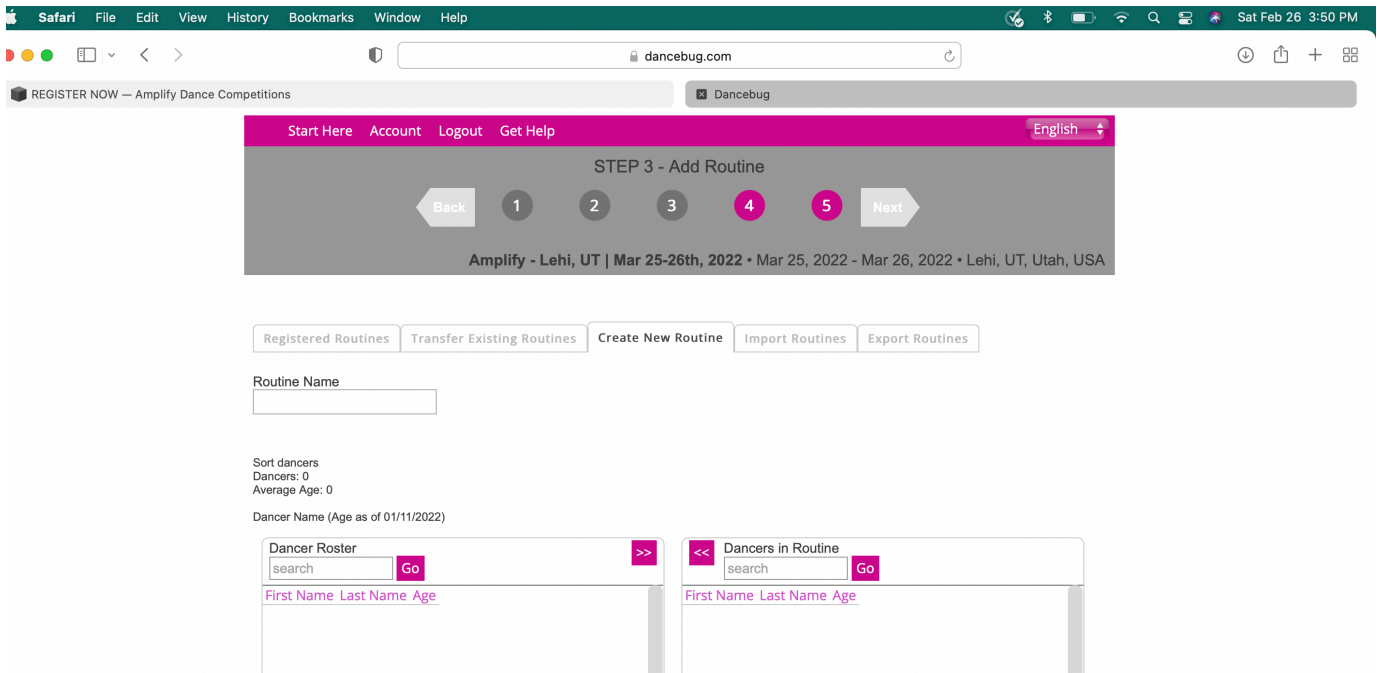 Safari File Edit View History Bookmarks Window Help Sat Feb 26 3:50 PM
dancebug.com
REGISTER NOW — Amplify Dance Competitions
Dancebug
Start Here Account Logout Get Help English
STEP 3 - Add Routine
Back 1 2 3 4 5 Next
Amplify - Lehi, UT | Mar 25-26th, 2022 • Mar 25, 2022 - Mar 26, 2022 • Lehi, UT, Utah, USA
Registered Routines Transfer Existing Routines Create New Routine Import Routines Export Routines
Routine Name
Sort dancers
Dancers: 0
Average Age: 0
Dancer Name (Age as of 01/11/2022)
Dancer Roster >>
search Go
First Name Last Name Age
<< Dancers in Routine
search Go
First Name Last Name Age